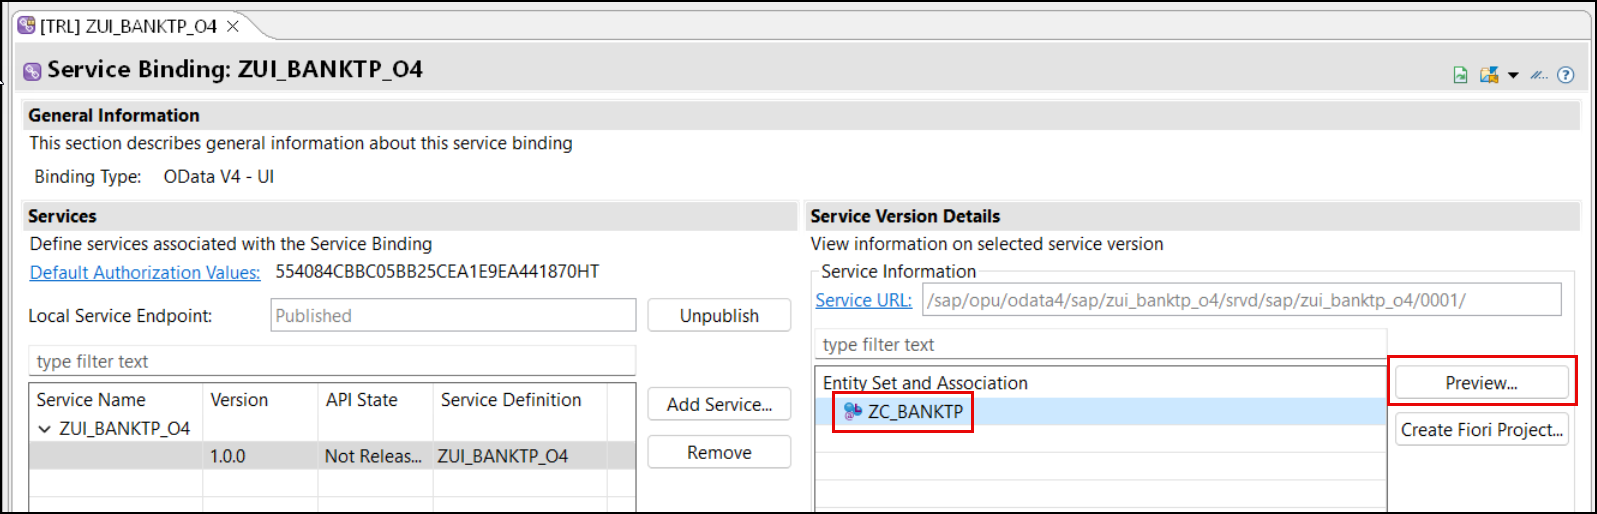 [TRL] ZUI_BANKTP_O4
Service Binding: ZUI_BANKTP_O4
General Information
This section describes general information about this service binding
Binding Type: OData V4 - UI
Services
Define services associated with the Service Binding
Default Authorization Values: 554084CBBC05BB25CEA1E9EA441870HT
Local Service Endpoint: Published Unpublish
type filter text
Service Name Version API State Service Definition
ZUI_BANKTP_O4
1.0.0 Not Releas... ZUI_BANKTP_O4
Add Service...
Remove
Service Version Details
View information on selected service version
Service Information
Service URL: /sap/opu/odata4/sap/zui_banktp_o4/srvd/sap/zui_banktp_o4/0001/
type filter text
Entity Set and Association
ZC_BANKTP
Preview...
Create Fiori Project...